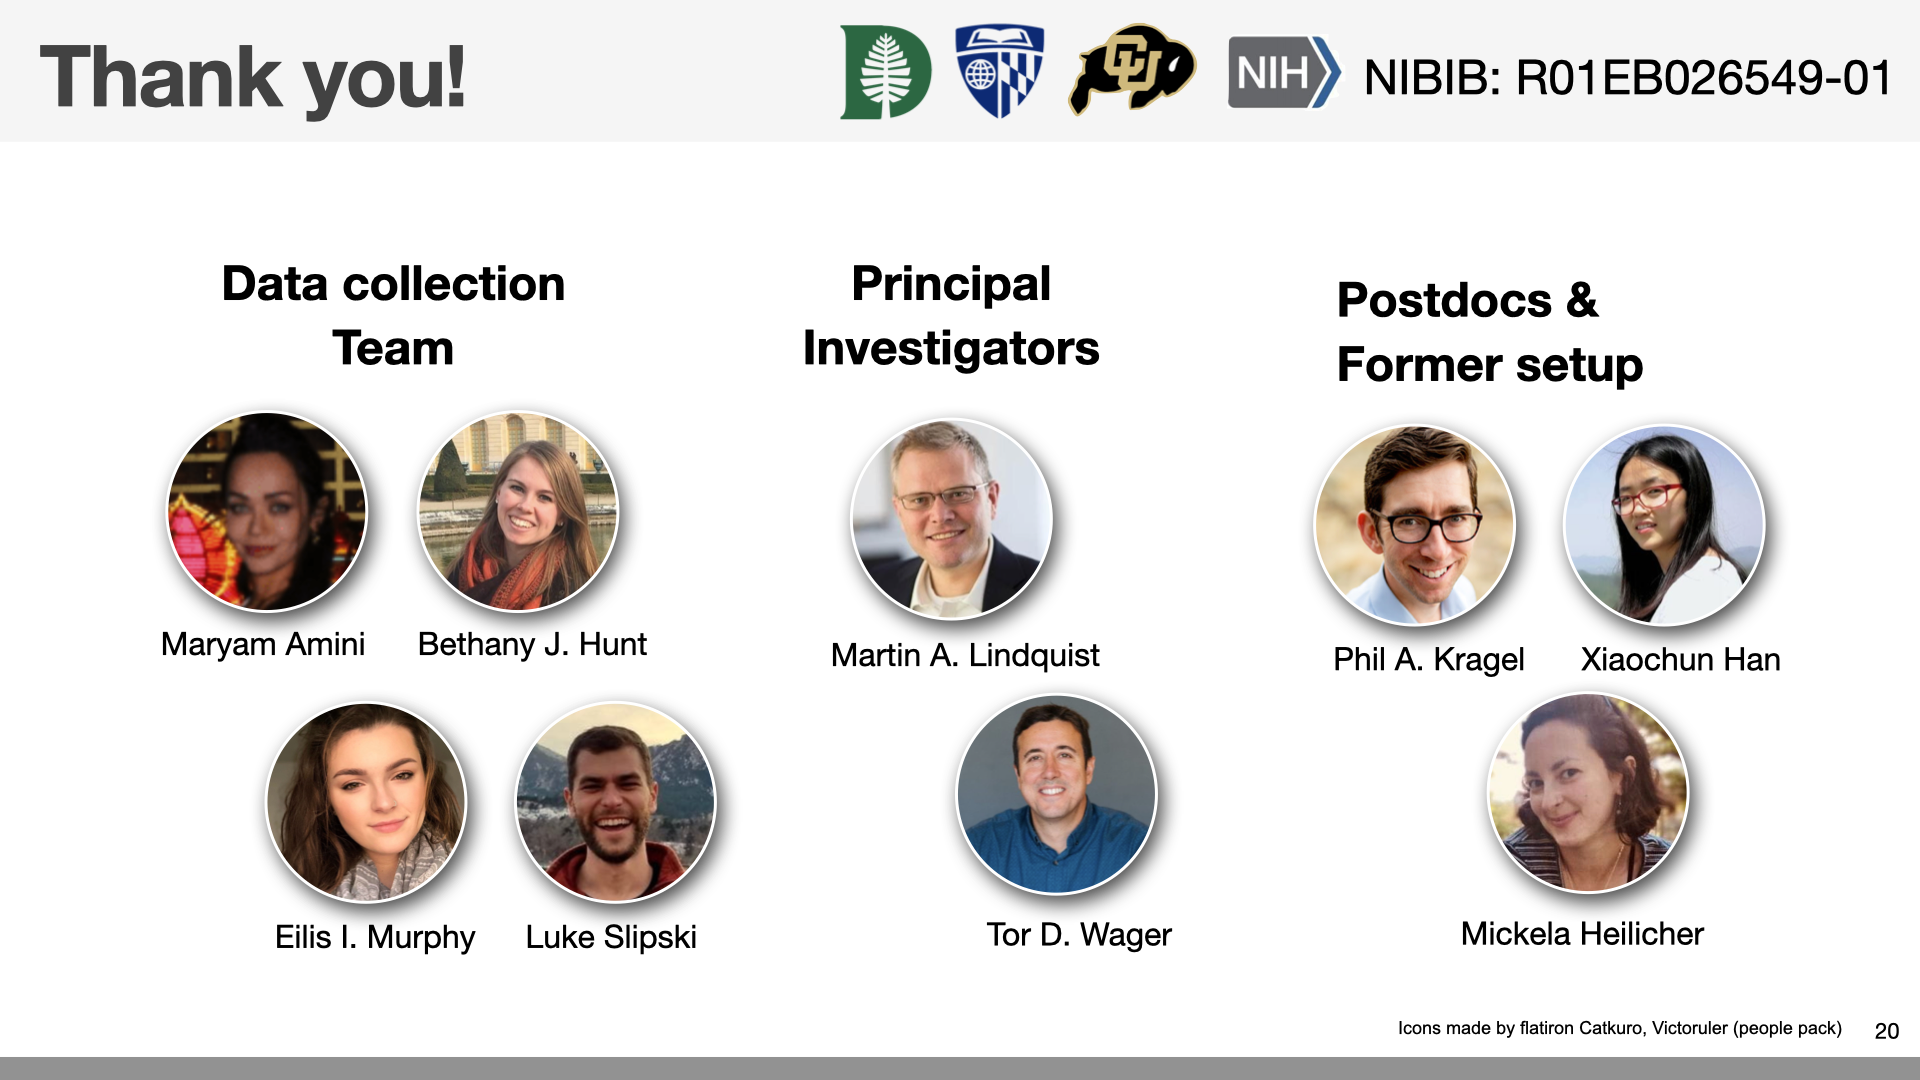 Thank you!
CU
NIH
NIBIB: R01EB026549-01
Data collection
Team
Maryam Amini
Bethany J. Hunt
Eilis I. Murphy
Luke Slipski
Principal
Investigators
Martin A. Lindquist
Tor D. Wager
Postdocs &
Former setup
Phil A. Kragel
Xiaochun Han
Mickela Heilicher
Icons made by flatiron Catkuro, Victoruler (people pack)
20